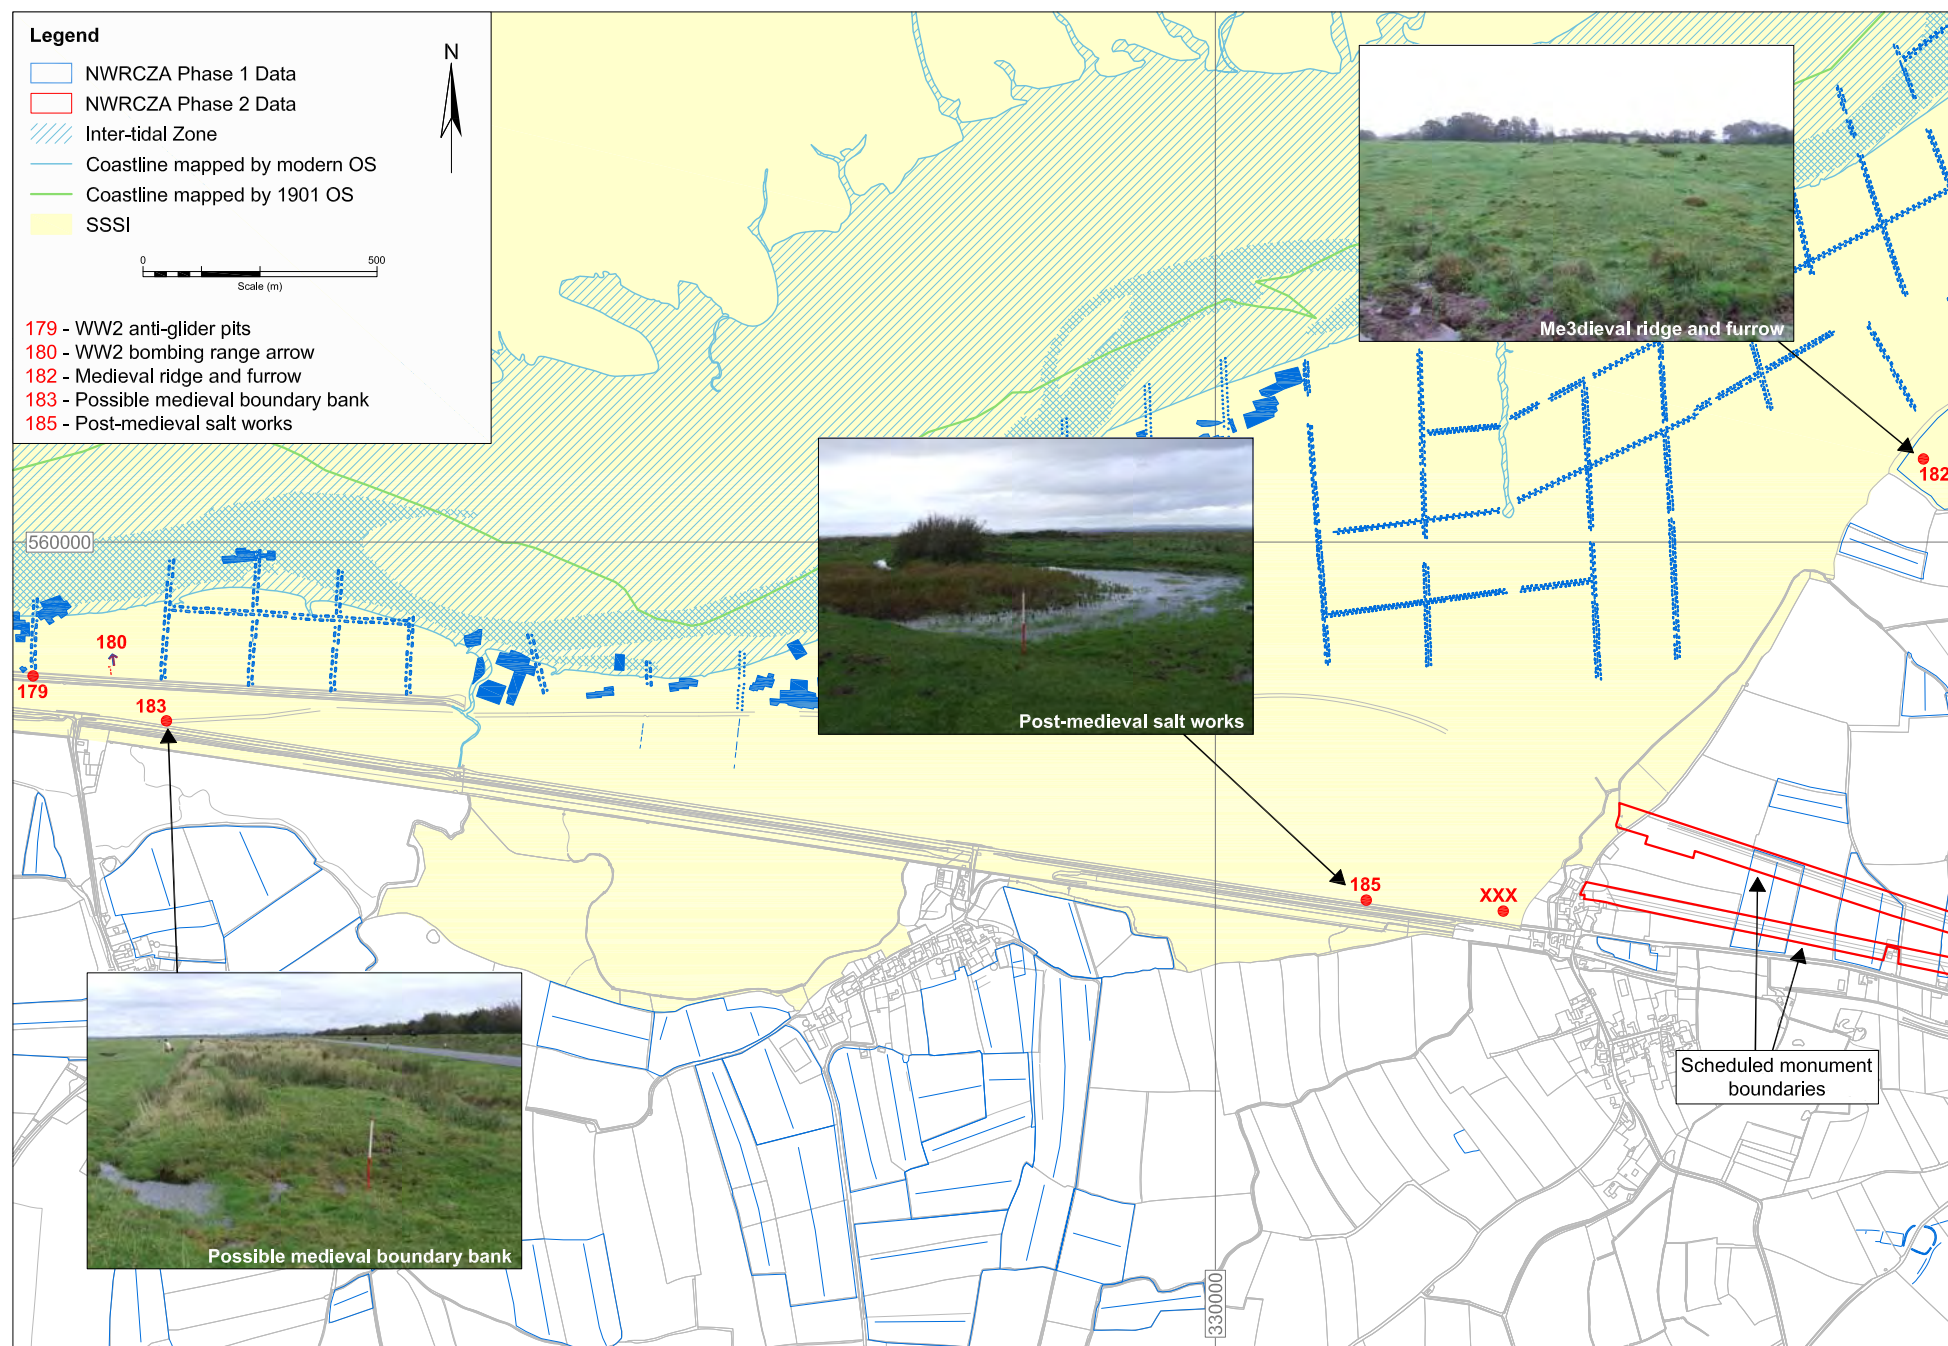 Legend
NWRCZA Phase 1 Data
NWRCZA Phase 2 Data
Inter-tidal Zone
Coastline mapped by modern OS
Coastline mapped by 1901 OS
SSSI
N
0 500
Scale (m)
179 - WW2 anti-glider pits
180 - WW2 bombing range arrow
182 - Medieval ridge and furrow
183 - Possible medieval boundary bank
185 - Post-medieval salt works
Me3dieval ridge and furrow
182
560000
180
179
183
Post-medieval salt works
185
XXX
Scheduled monument
boundaries
Possible medieval boundary bank
330000